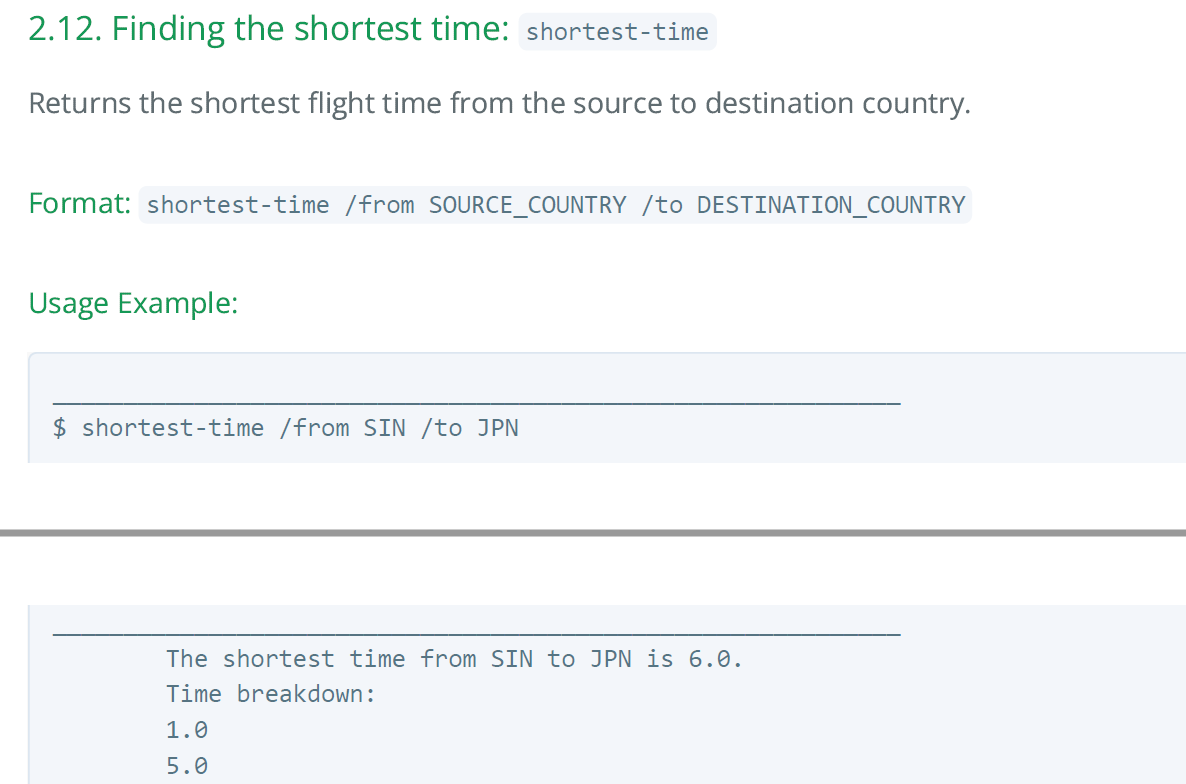 2.12. Finding the shortest time: shortest-time
Returns the shortest flight time from the source to destination country.
Format: shortest-time /from SOURCE_COUNTRY /to DESTINATION_COUNTRY
Usage Example:
____________________________________________________________
$ shortest-time /from SIN /to JPN
____________________________________________________________
The shortest time from SIN to JPN is 6.0.
Time breakdown:
1.0
5.0